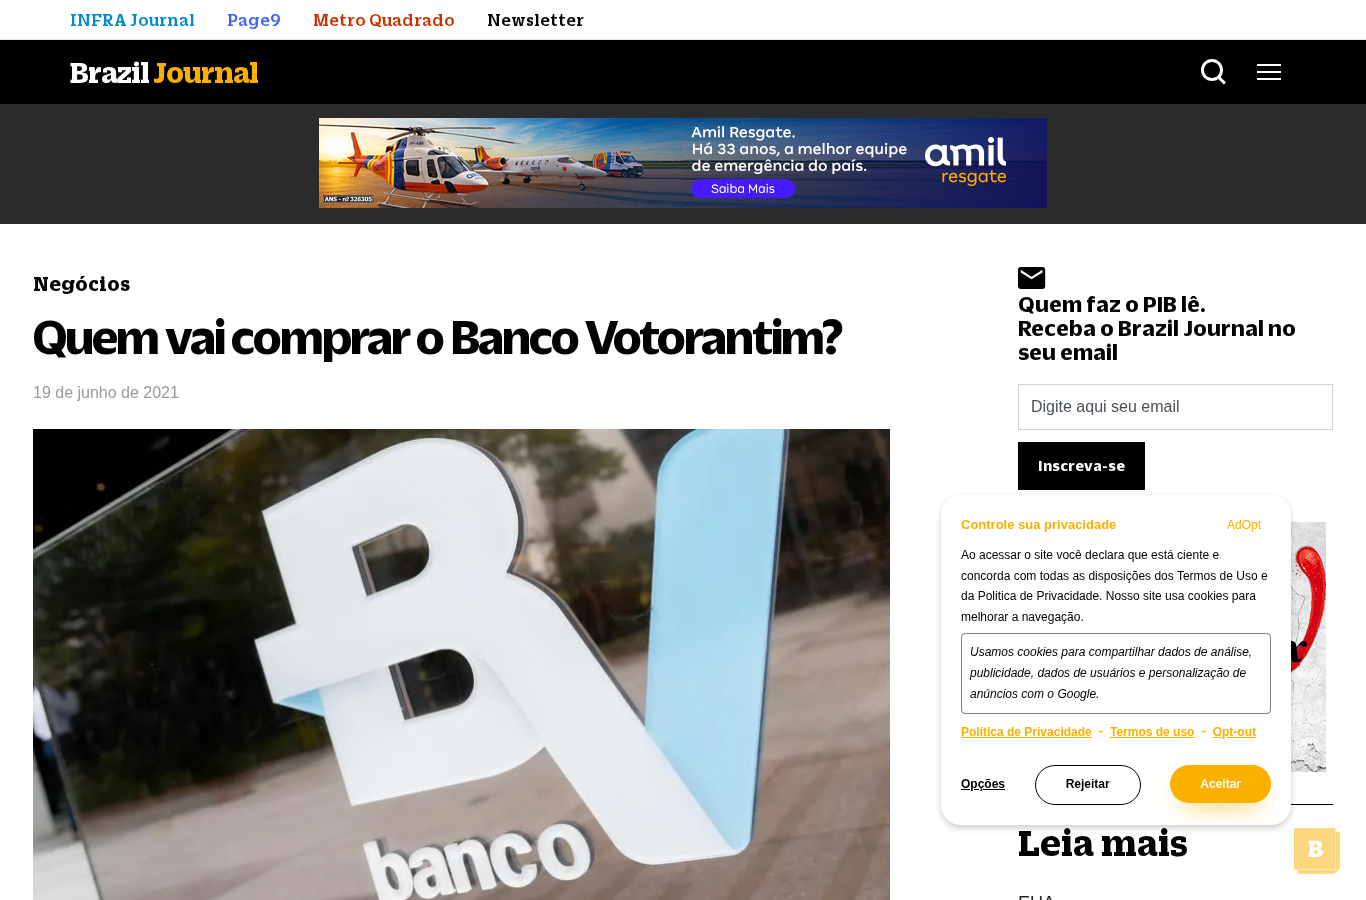 INFRA Journal
Page9
Metro Quadrado
Newsletter
Brazil Journal
Amil Resgate.
Há 33 anos, a melhor equipe
de emergência do país.
Saiba Mais
amil
resgate
ANS - nº 326305
Negócios
Quem vai comprar o Banco Votorantim?
19 de junho de 2021
banco
Quem faz o PIB lê.
Receba o Brazil Journal no
seu email
Digite aqui seu email
Inscreva-se
Controle sua privacidade
AdOpt
Ao acessar o site você declara que está ciente e
concorda com todas as disposições dos Termos de Uso e
da Politica de Privacidade. Nosso site usa cookies para
melhorar a navegação.
Usamos cookies para compartilhar dados de análise,
publicidade, dados de usuários e personalização de
anúncios com o Google.
Política de Privacidade - Termos de uso - Opt-out
Opções
Rejeitar
Aceitar
Leia mais
B
EUA